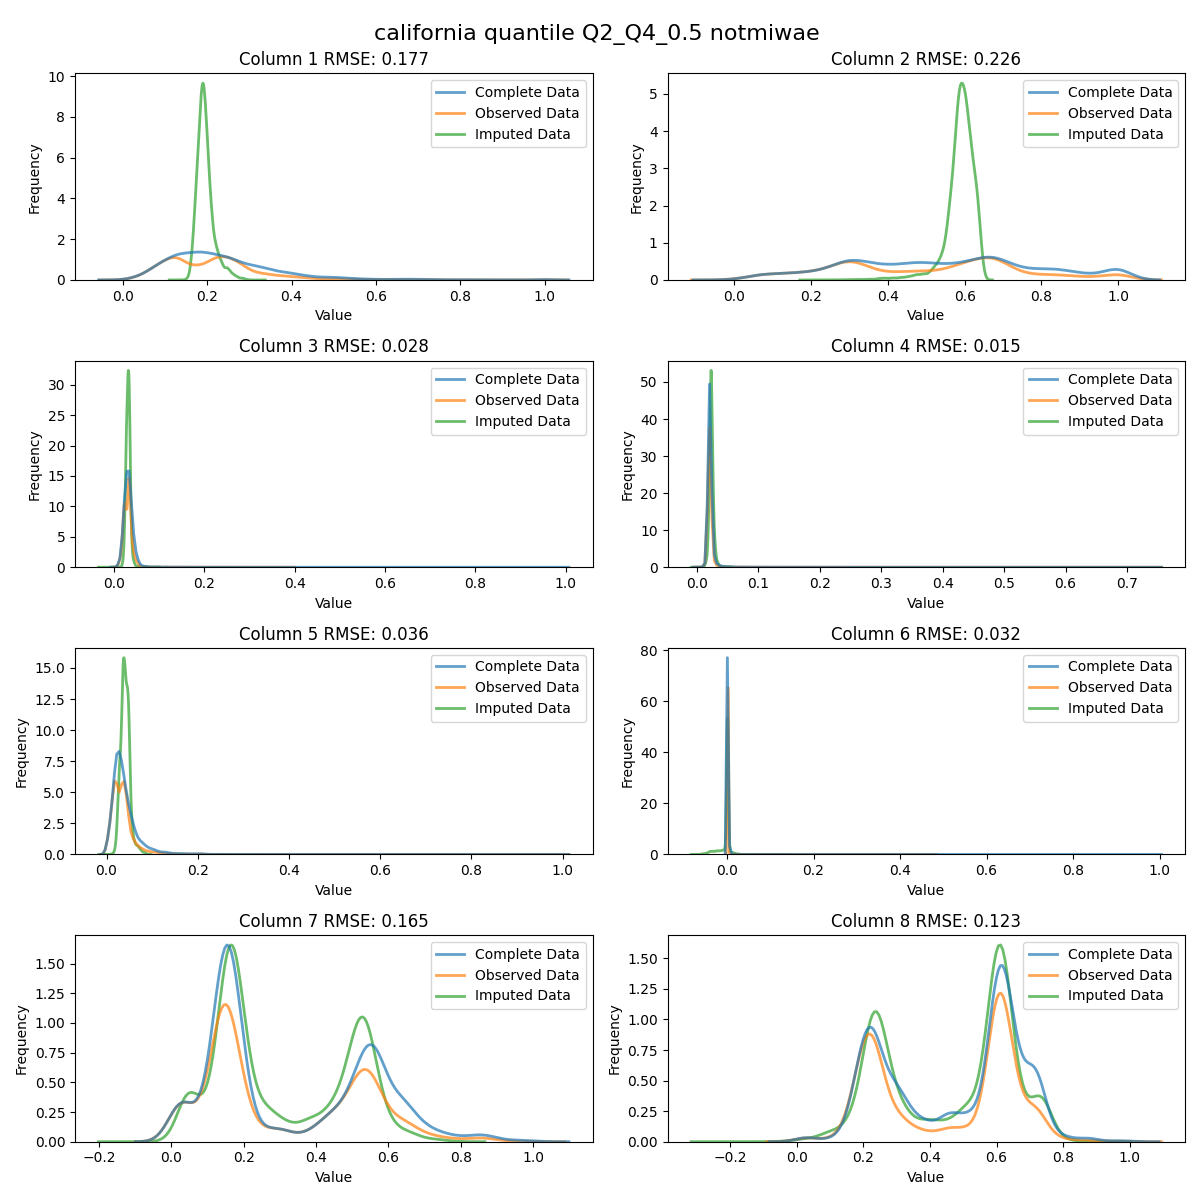 california quantile Q2_Q4_0.5 notmiwae
Column 1 RMSE: 0.177
Frequency
0
2
4
6
8
10
0.0 0.2 0.4 0.6 0.8 1.0
Value
Complete Data
Observed Data
Imputed Data
Column 2 RMSE: 0.226
Frequency
0
1
2
3
4
5
0.0 0.2 0.4 0.6 0.8 1.0
Value
Complete Data
Observed Data
Imputed Data
Column 3 RMSE: 0.028
Frequency
0
5
10
15
20
25
30
0.0 0.2 0.4 0.6 0.8 1.0
Value
Complete Data
Observed Data
Imputed Data
Column 4 RMSE: 0.015
Frequency
0
10
20
30
40
50
0.0 0.1 0.2 0.3 0.4 0.5 0.6 0.7
Value
Complete Data
Observed Data
Imputed Data
Column 5 RMSE: 0.036
Frequency
0.0
2.5
5.0
7.5
10.0
12.5
15.0
0.0 0.2 0.4 0.6 0.8 1.0
Value
Complete Data
Observed Data
Imputed Data
Column 6 RMSE: 0.032
Frequency
0
20
40
60
80
0.0 0.2 0.4 0.6 0.8 1.0
Value
Complete Data
Observed Data
Imputed Data
Column 7 RMSE: 0.165
Frequency
0.00
0.25
0.50
0.75
1.00
1.25
1.50
−0.2 0.0 0.2 0.4 0.6 0.8 1.0
Value
Complete Data
Observed Data
Imputed Data
Column 8 RMSE: 0.123
Frequency
0.00
0.25
0.50
0.75
1.00
1.25
1.50
−0.2 0.0 0.2 0.4 0.6 0.8 1.0
Value
Complete Data
Observed Data
Imputed Data